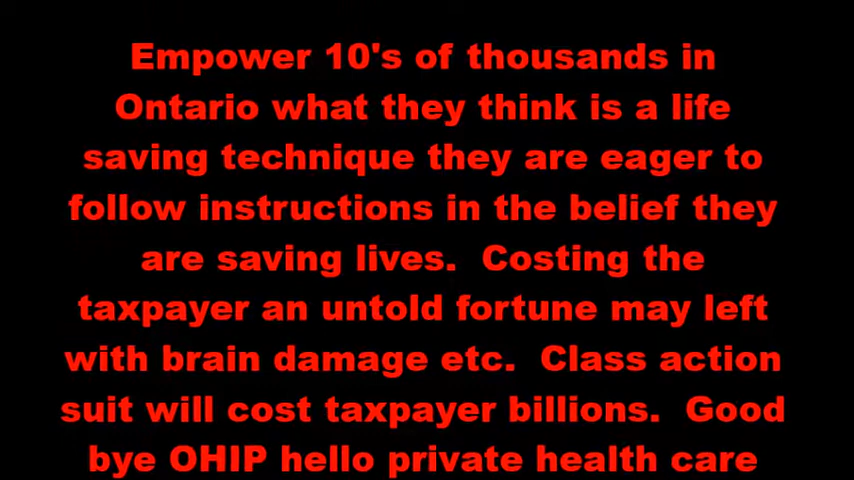 Empower 10's of thousands in
Ontario what they think is a life
saving technique they are eager to
follow instructions in the belief they
are saving lives.  Costing the
taxpayer an untold fortune may left
with brain damage etc.  Class action
suit will cost taxpayer billions.  Good
bye OHIP hello private health care